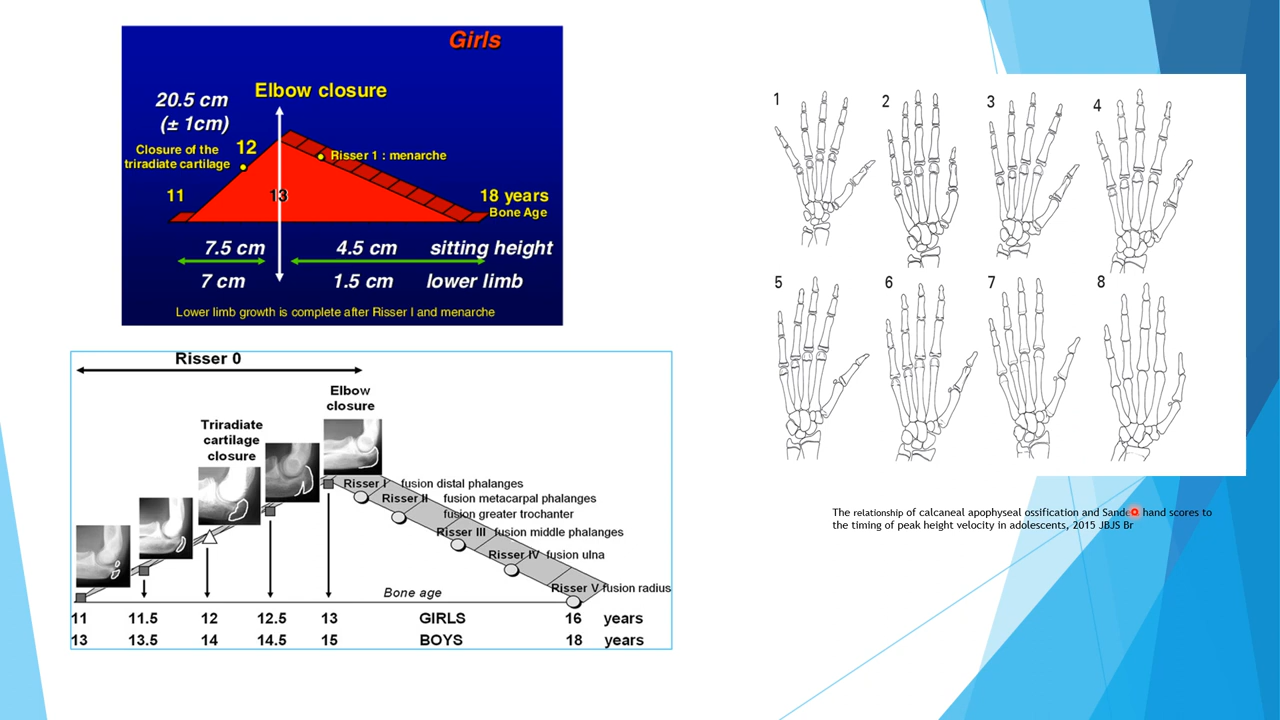 Girls
Elbow closure
20.5 cm
(± 1cm)
Closure of the
triradiate cartilage
12
Risser 1 : menarche
11
13
18 years
Bone Age
7.5 cm
4.5 cm
sitting height
7 cm
1.5 cm
lower limb
Lower limb growth is complete after Risser I and menarche
Risser 0
Elbow
closure
Triradiate
cartilage
closure
Risser I fusion distal phalanges
Risser II fusion metacarpal phalanges
fusion greater trochanter
Risser III fusion middle phalanges
Risser IV fusion ulna
Risser V fusion radius
Bone age
11 11.5 12 12.5 13 GIRLS 16 years
13 13.5 14 14.5 15 BOYS 18 years
1 2 3 4
5 6 7 8
The relationship of calcaneal apophyseal ossification and hand scores to
the timing of peak height velocity in adolescents, 2015 JBJS Br